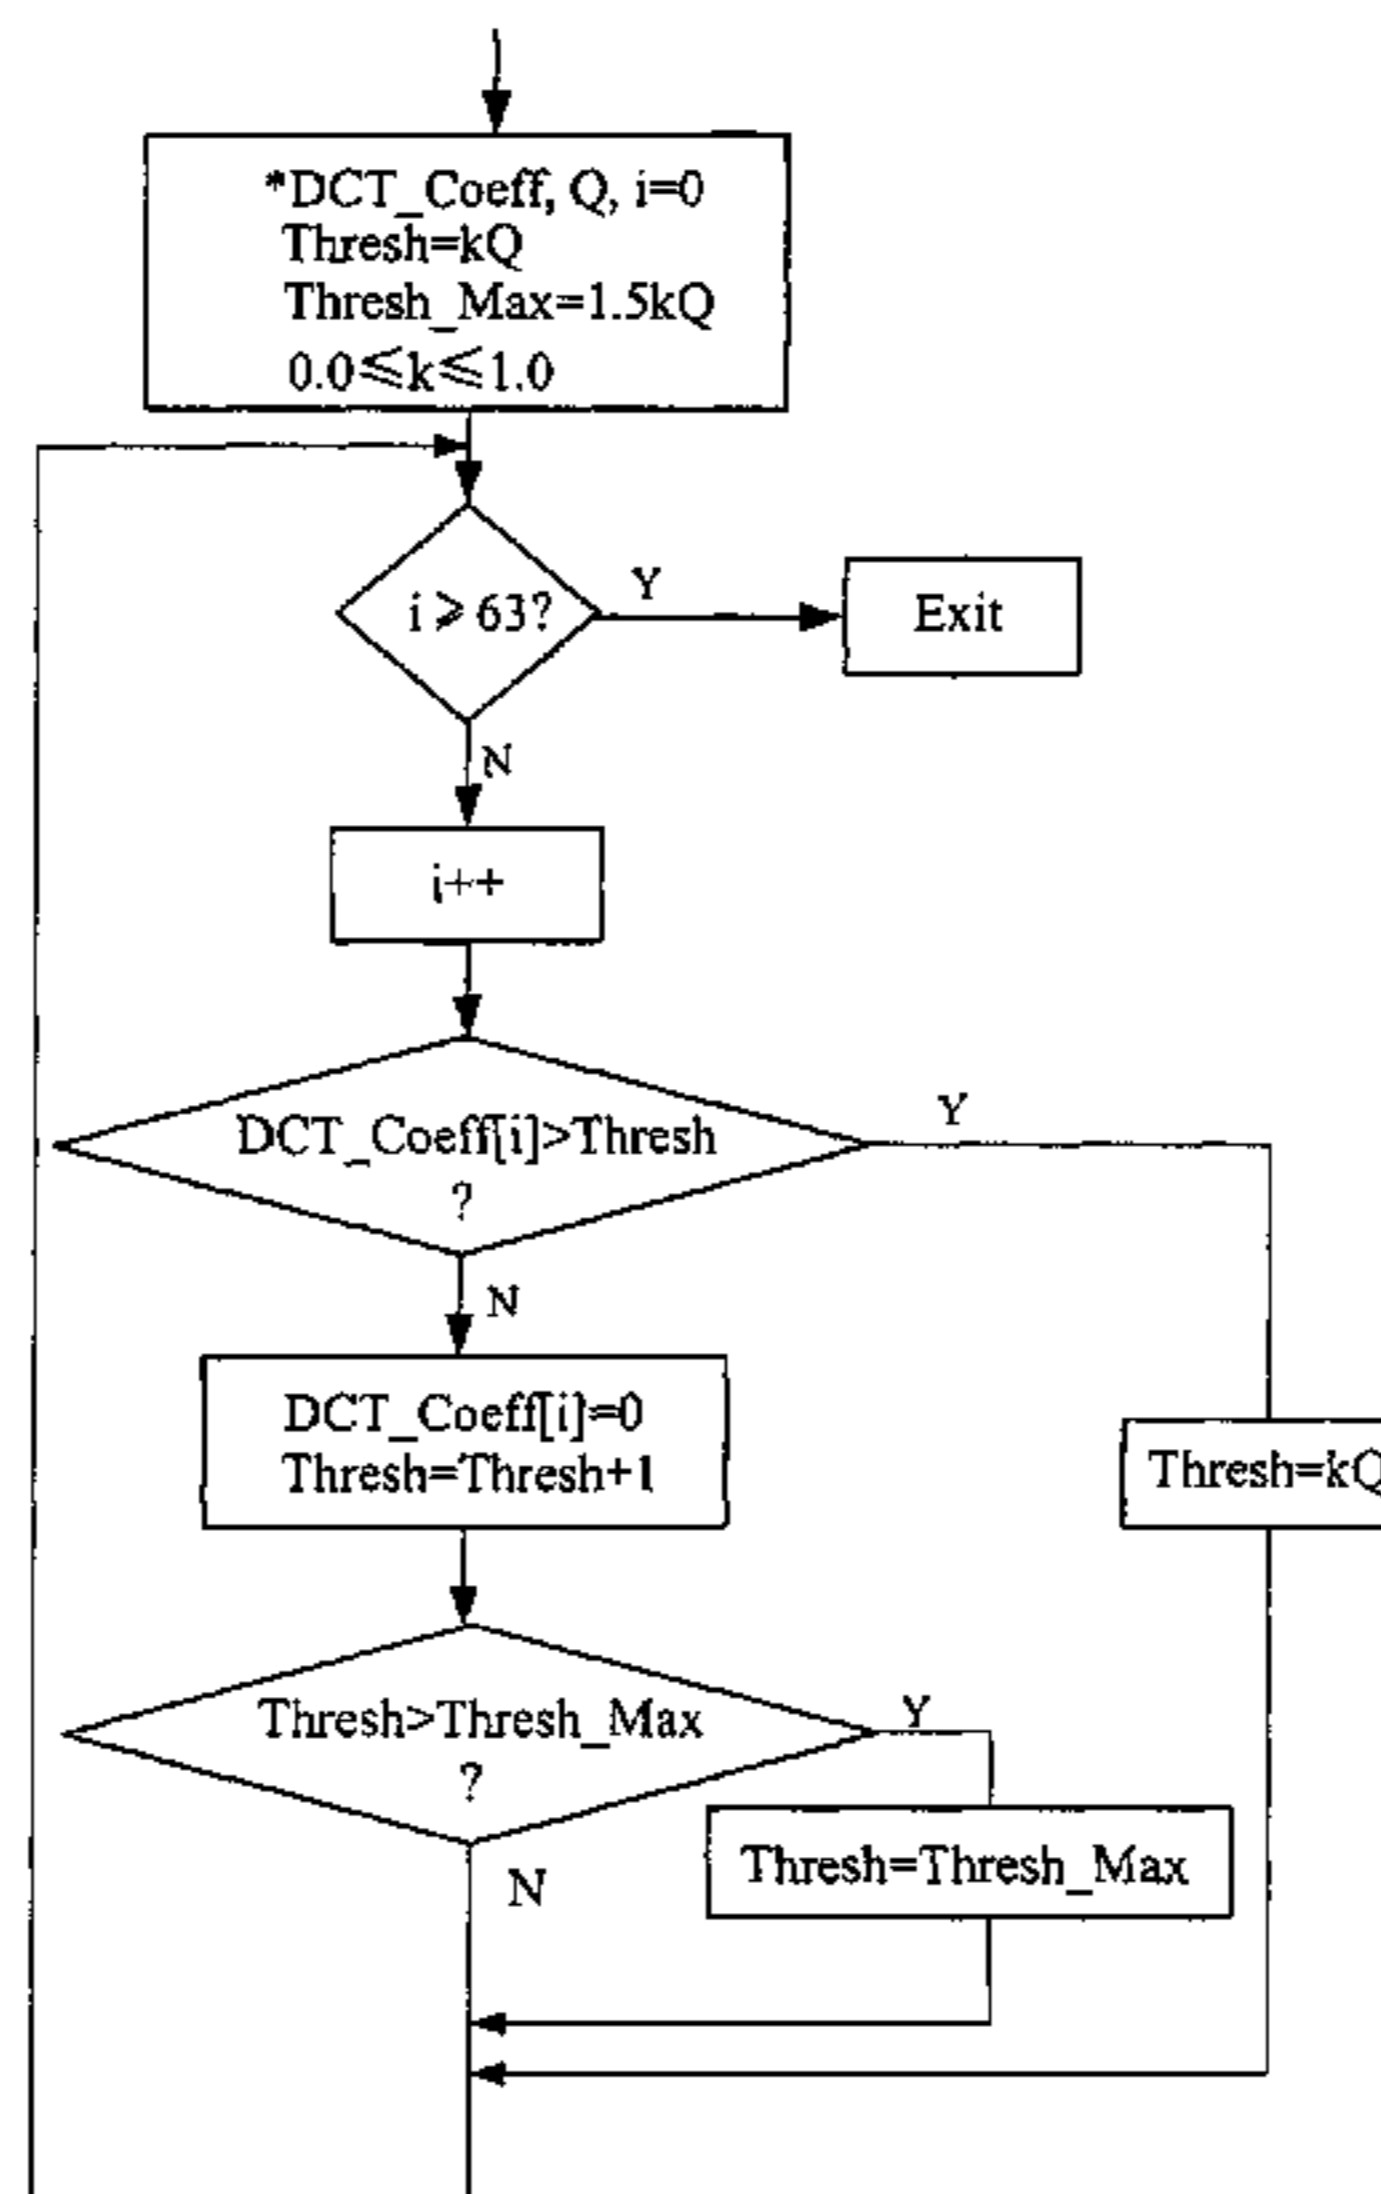 *DCT_Coeff, Q, i=0
Thresh=kQ
Thresh_Max=1.5kQ
0.0≤k≤1.0
i≥63?
Y
Exit
N
i++
DCT_Coeff[i]>Thresh
?
Y
N
DCT_Coeff[i]=0
Thresh=Thresh+1
Thresh=kQ
Thresh>Thresh_Max
?
Y
N
Thresh=Thresh_Max